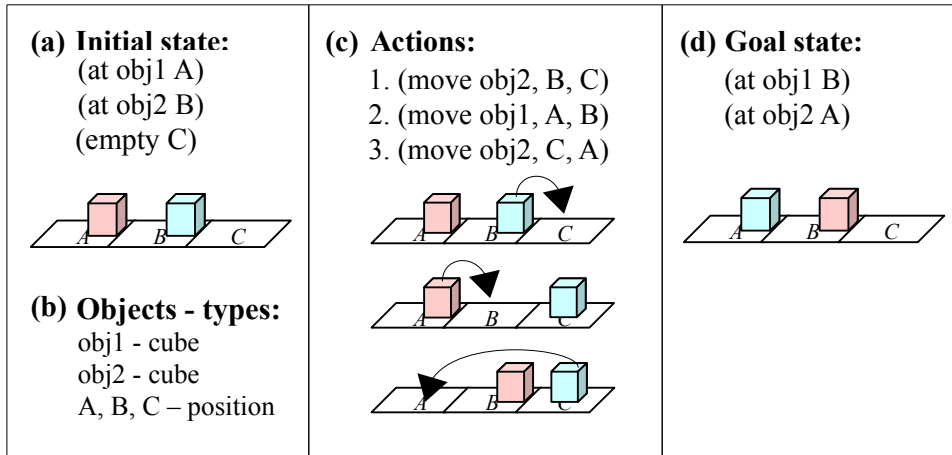 (a) Initial state:
(at obj1 A)
(at obj2 B)
(empty C)
A B C
(b) Objects - types:
obj1 - cube
obj2 - cube
A, B, C – position
(c) Actions:
1. (move obj2, B, C)
2. (move obj1, A, B)
3. (move obj2, C, A)
A B C
A B C
A B C
(d) Goal state:
(at obj1 B)
(at obj2 A)
A B C